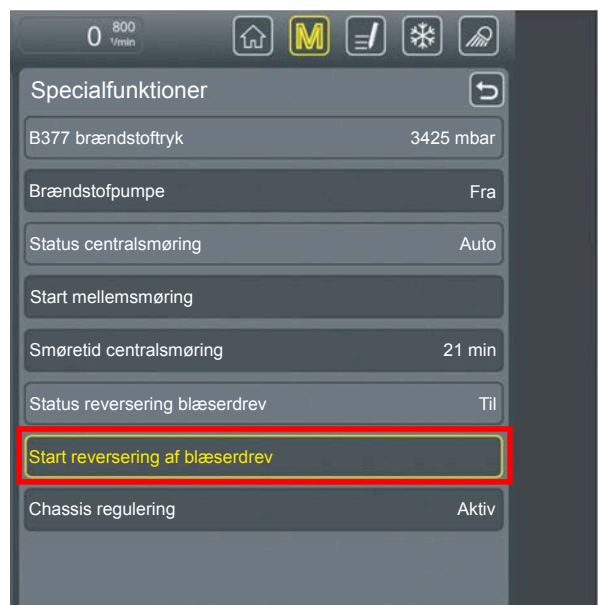 0 800
1/min
M
Specialfunktioner
B377 brændstoftryk 3425 mbar
Brændstofpumpe Fra
Status centralsmøring Auto
Start mellemsmøring
Smøretid centralsmøring 21 min
Status reversering blæserdrev Til
Start reversering af blæserdrev
Chassis regulering Aktiv